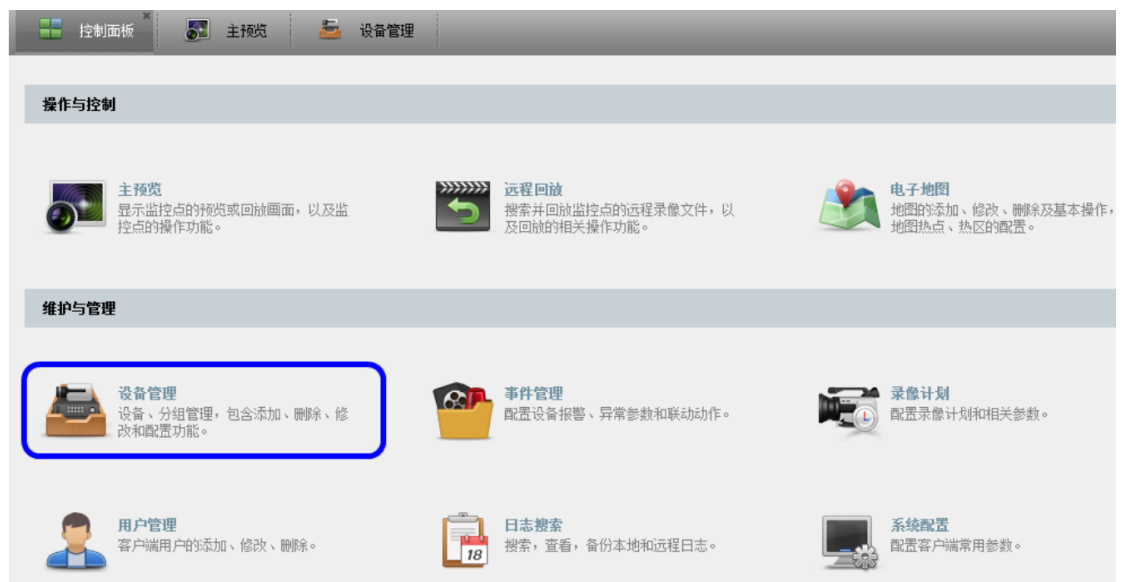 控制面板
主预览
设备管理
操作与控制
主预览
显示监控点的预览或回放画面，以及监
控点的操作功能。
远程回放
搜索并回放监控点的远程录像文件，以
及回放的相关操作功能。
电子地图
地图的添加、修改、删除及基本操作，
地图热点、热区的配置。
维护与管理
设备管理
设备、分组管理，包含添加、删除、修
改和配置功能。
事件管理
配置设备报警、异常参数和联动动作。
录像计划
配置录像计划和相关参数。
用户管理
客户端用户的添加、修改、删除。
18
日志搜索
搜索，查看，备份本地和远程日志。
系统配置
配置客户端常用参数。